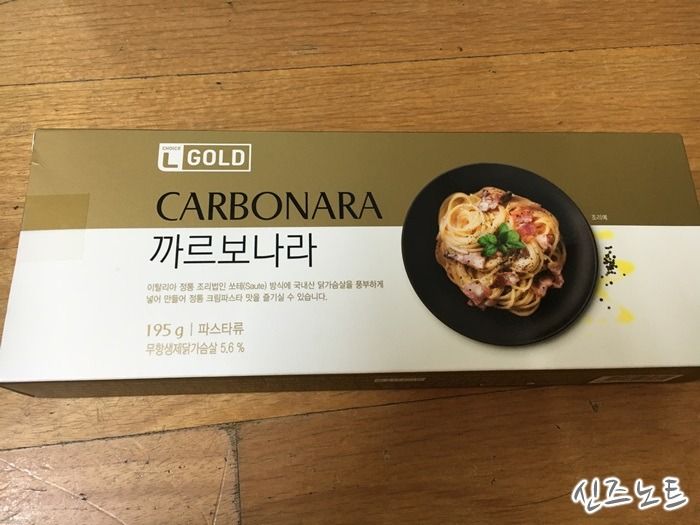 CHOICE L GOLD
CARBONARA
까르보나라
이탈리아 정통 조리법인 쏘테(Saute) 방식에 국내산 닭가슴살을 풍부하게
넣어 만들어 정통 크림파스타 맛을 즐기실 수 있습니다.
195 g | 파스타류
무항생제닭가슴살 5.6 %
조리예
신즈노트